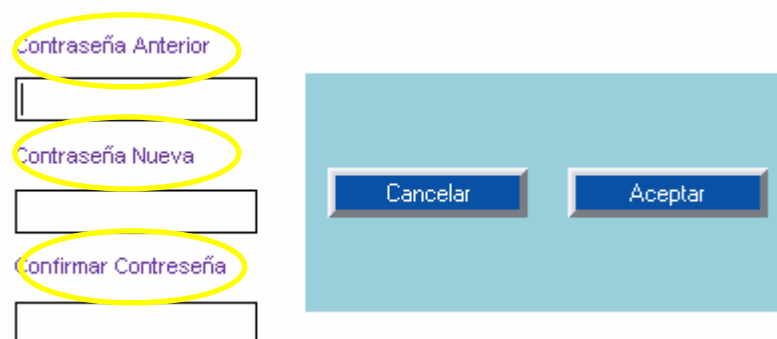 Contraseña Anterior
Contraseña Nueva
Cancelar Aceptar
Confirmar Contreseña